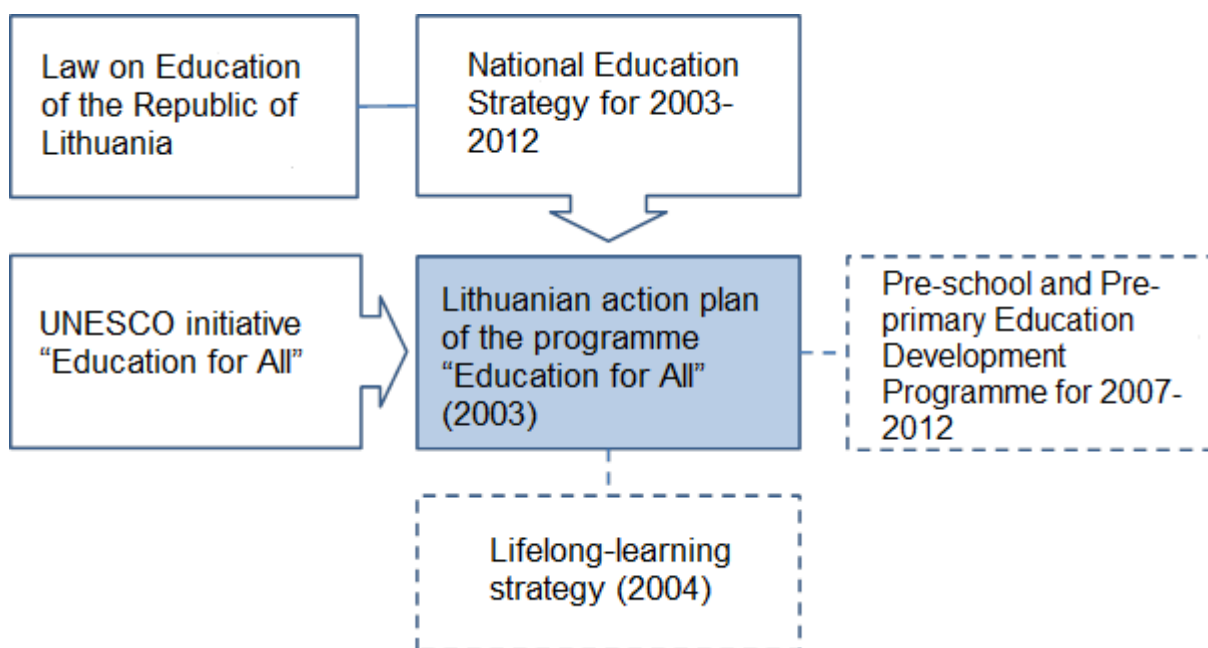 Law on Education
of the Republic of
Lithuania
National Education
Strategy for 2003-
2012
UNESCO initiative
“Education for All”
Lithuanian action plan
of the programme
“Education for All”
(2003)
Pre-school and Pre-
primary Education
Development
Programme for 2007-
2012
Lifelong-learning
strategy (2004)